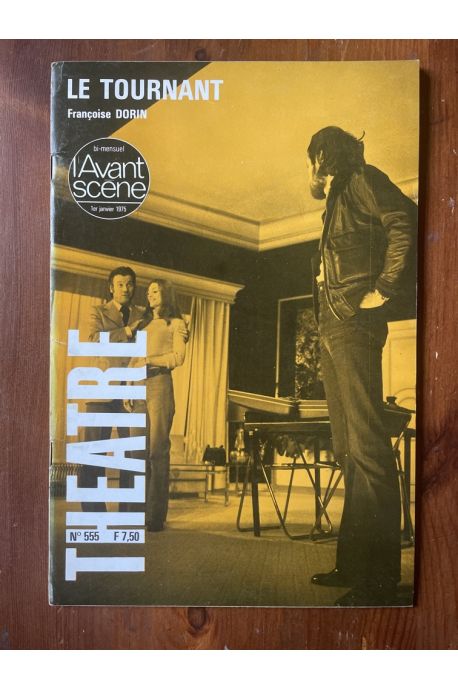 LE TOURNANT
Françoise DORIN
bi-mensuel
l'Avant
scène
1er janvier 1975
THEATRE
N° 555 F 7,50